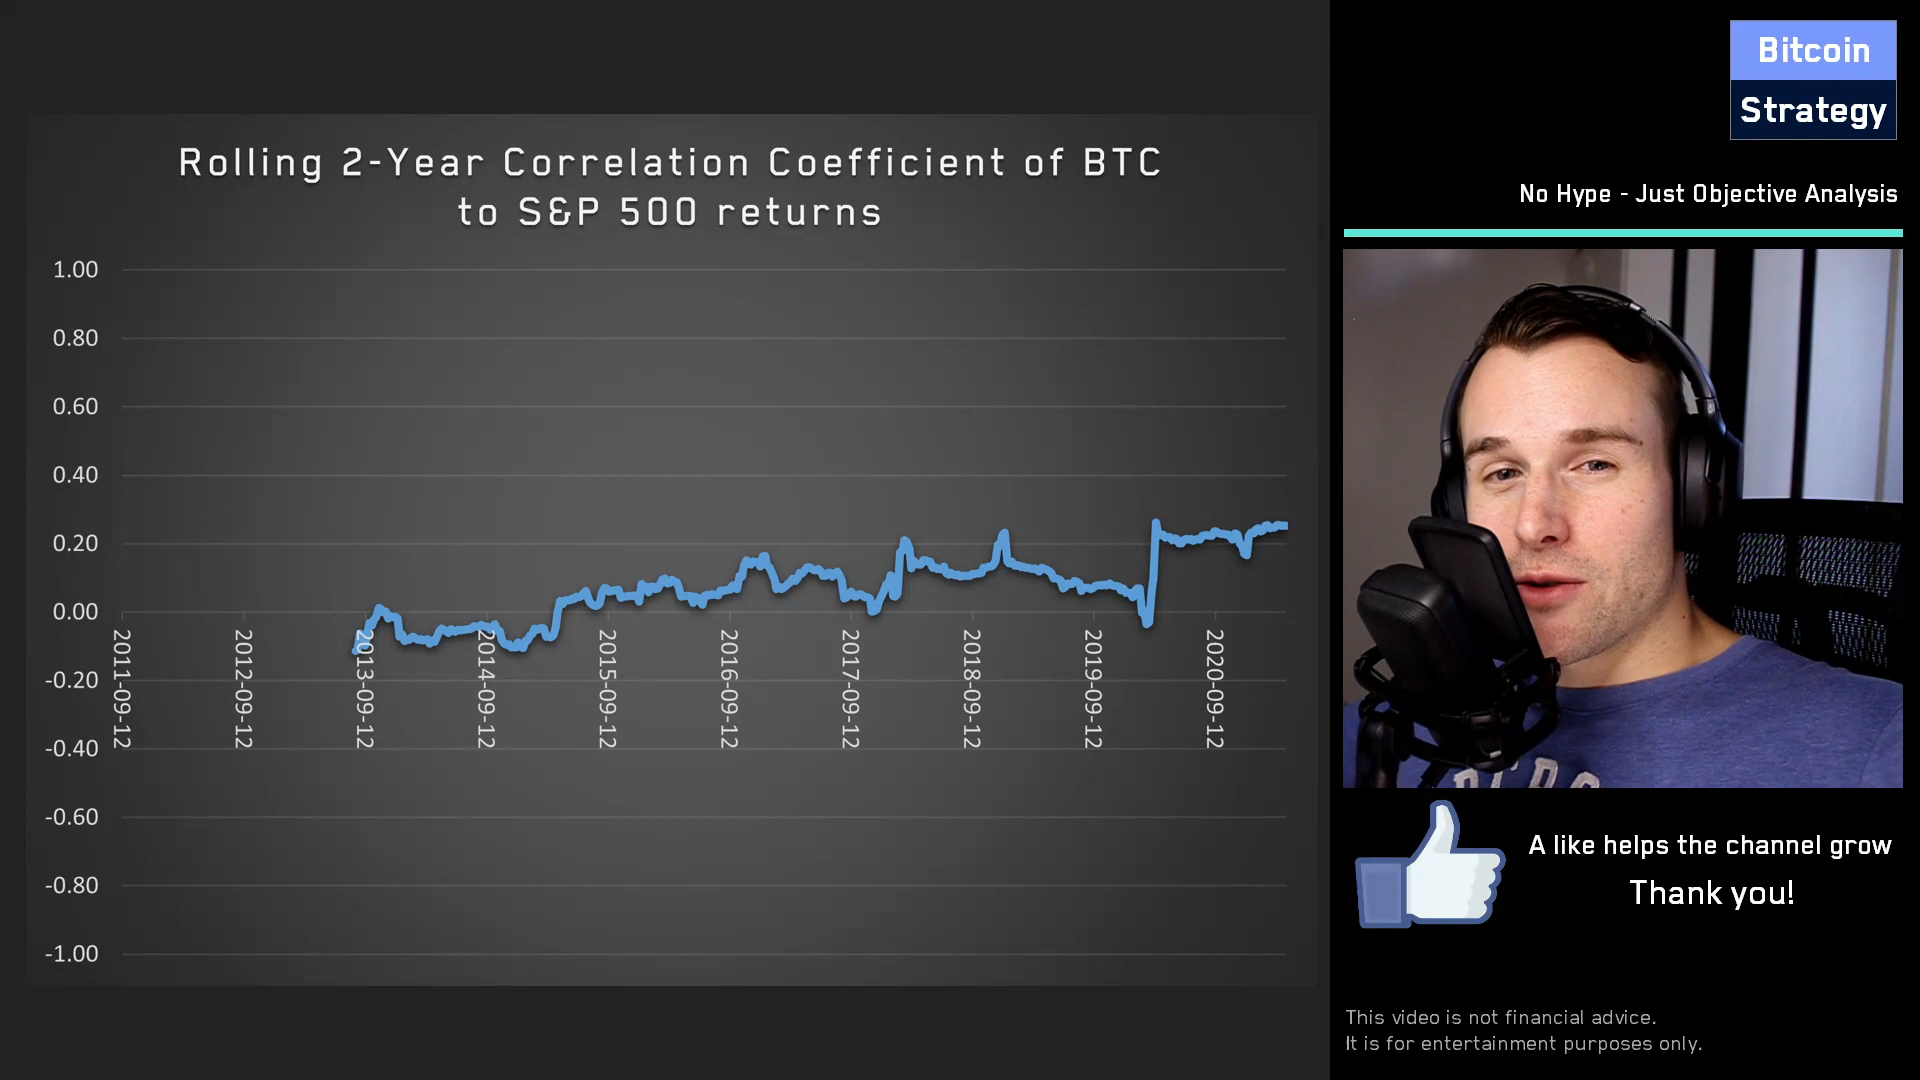 Rolling 2-Year Correlation Coefficient of BTC
to S&P 500 returns
1.00
0.80
0.60
0.40
0.20
0.00
-0.20
-0.40
-0.60
-0.80
-1.00
2011-09-12
2012-09-12
2013-09-12
2014-09-12
2015-09-12
2016-09-12
2017-09-12
2018-09-12
2019-09-12
2020-09-12
Bitcoin
Strategy
No Hype - Just Objective Analysis
A like helps the channel grow
Thank you!
This video is not financial advice.
It is for entertainment purposes only.